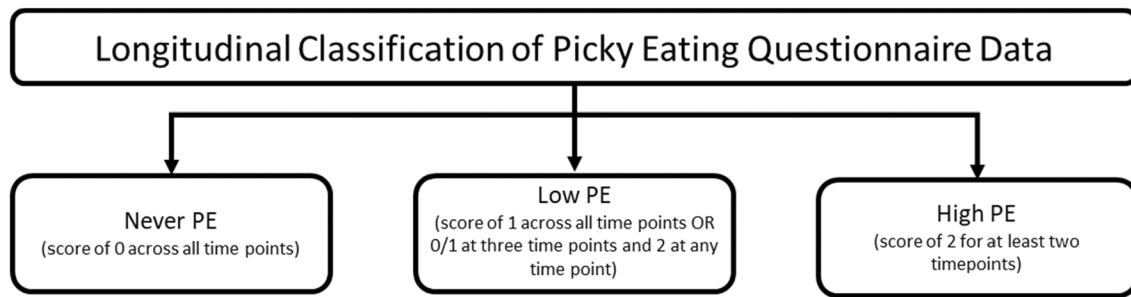 Longitudinal Classification of Picky Eating Questionnaire Data
Never PE
(score of 0 across all time points)
Low PE
(score of 1 across all time points OR
0/1 at three time points and 2 at any
time point)
High PE
(score of 2 for at least two
timepoints)